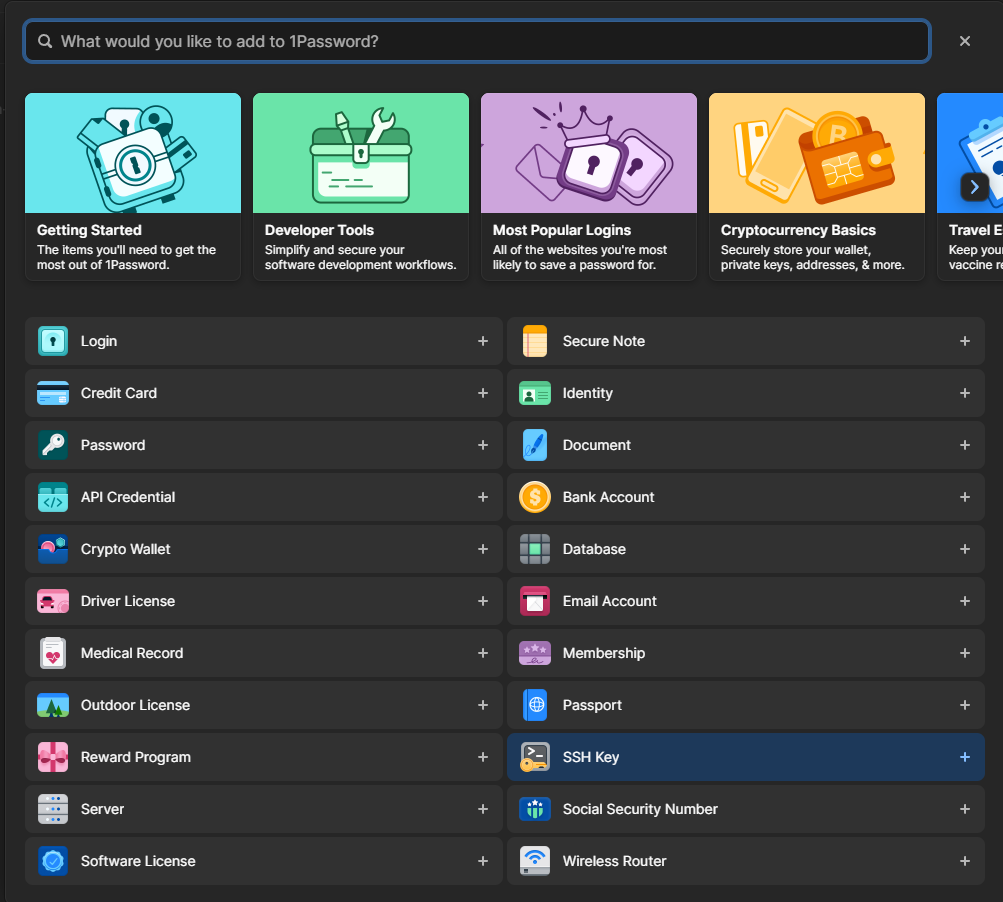 What would you like to add to 1Password?
Getting Started
The items you'll need to get the
most out of 1Password.
Developer Tools
Simplify and secure your
software development workflows.
Most Popular Logins
All of the websites you're most
likely to save a password for.
Cryptocurrency Basics
Securely store your wallet,
private keys, addresses, & more.
Travel E
Keep your
vaccine re
Login
Secure Note
Credit Card
Identity
Password
Document
API Credential
Bank Account
Crypto Wallet
Database
Driver License
Email Account
Medical Record
Membership
Outdoor License
Passport
Reward Program
SSH Key
Server
Social Security Number
Software License
Wireless Router